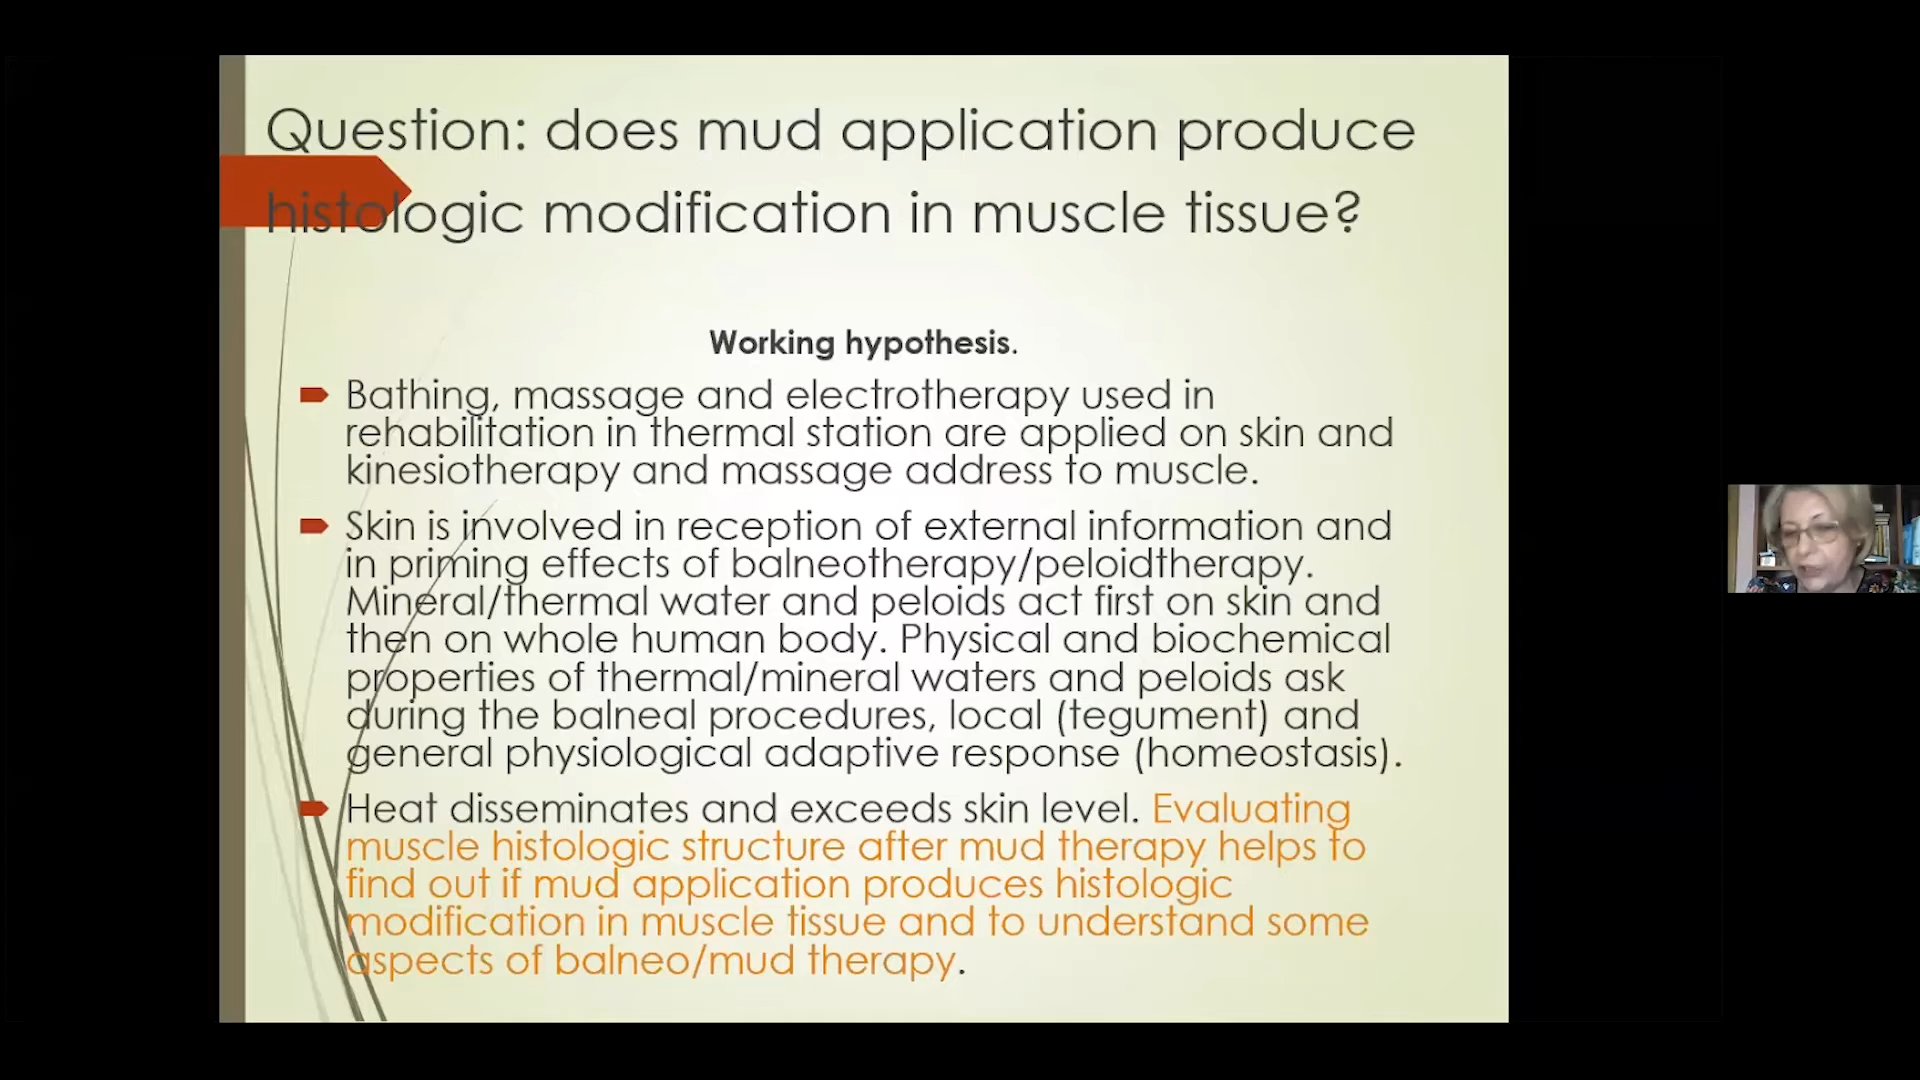 Question: does mud application produce
histologic modification in muscle tissue?
Working hypothesis.
Bathing, massage and electrotherapy used in
rehabilitation in thermal station are applied on skin and
kinesiotherapy and massage address to muscle.
Skin is involved in reception of external information and
in priming effects of balneotherapy/peloidtherapy.
Mineral/thermal water and peloids act first on skin and
then on whole human body. Physical and biochemical
properties of thermal/mineral waters and peloids ask
during the balneal procedures, local (tegument) and
general physiological adaptive response (homeostasis).
Heat disseminates and exceeds skin level. Evaluating
muscle histologic structure after mud therapy helps to
find out if mud application produces histologic
modification in muscle tissue and to understand some
aspects of balneo/mud therapy.